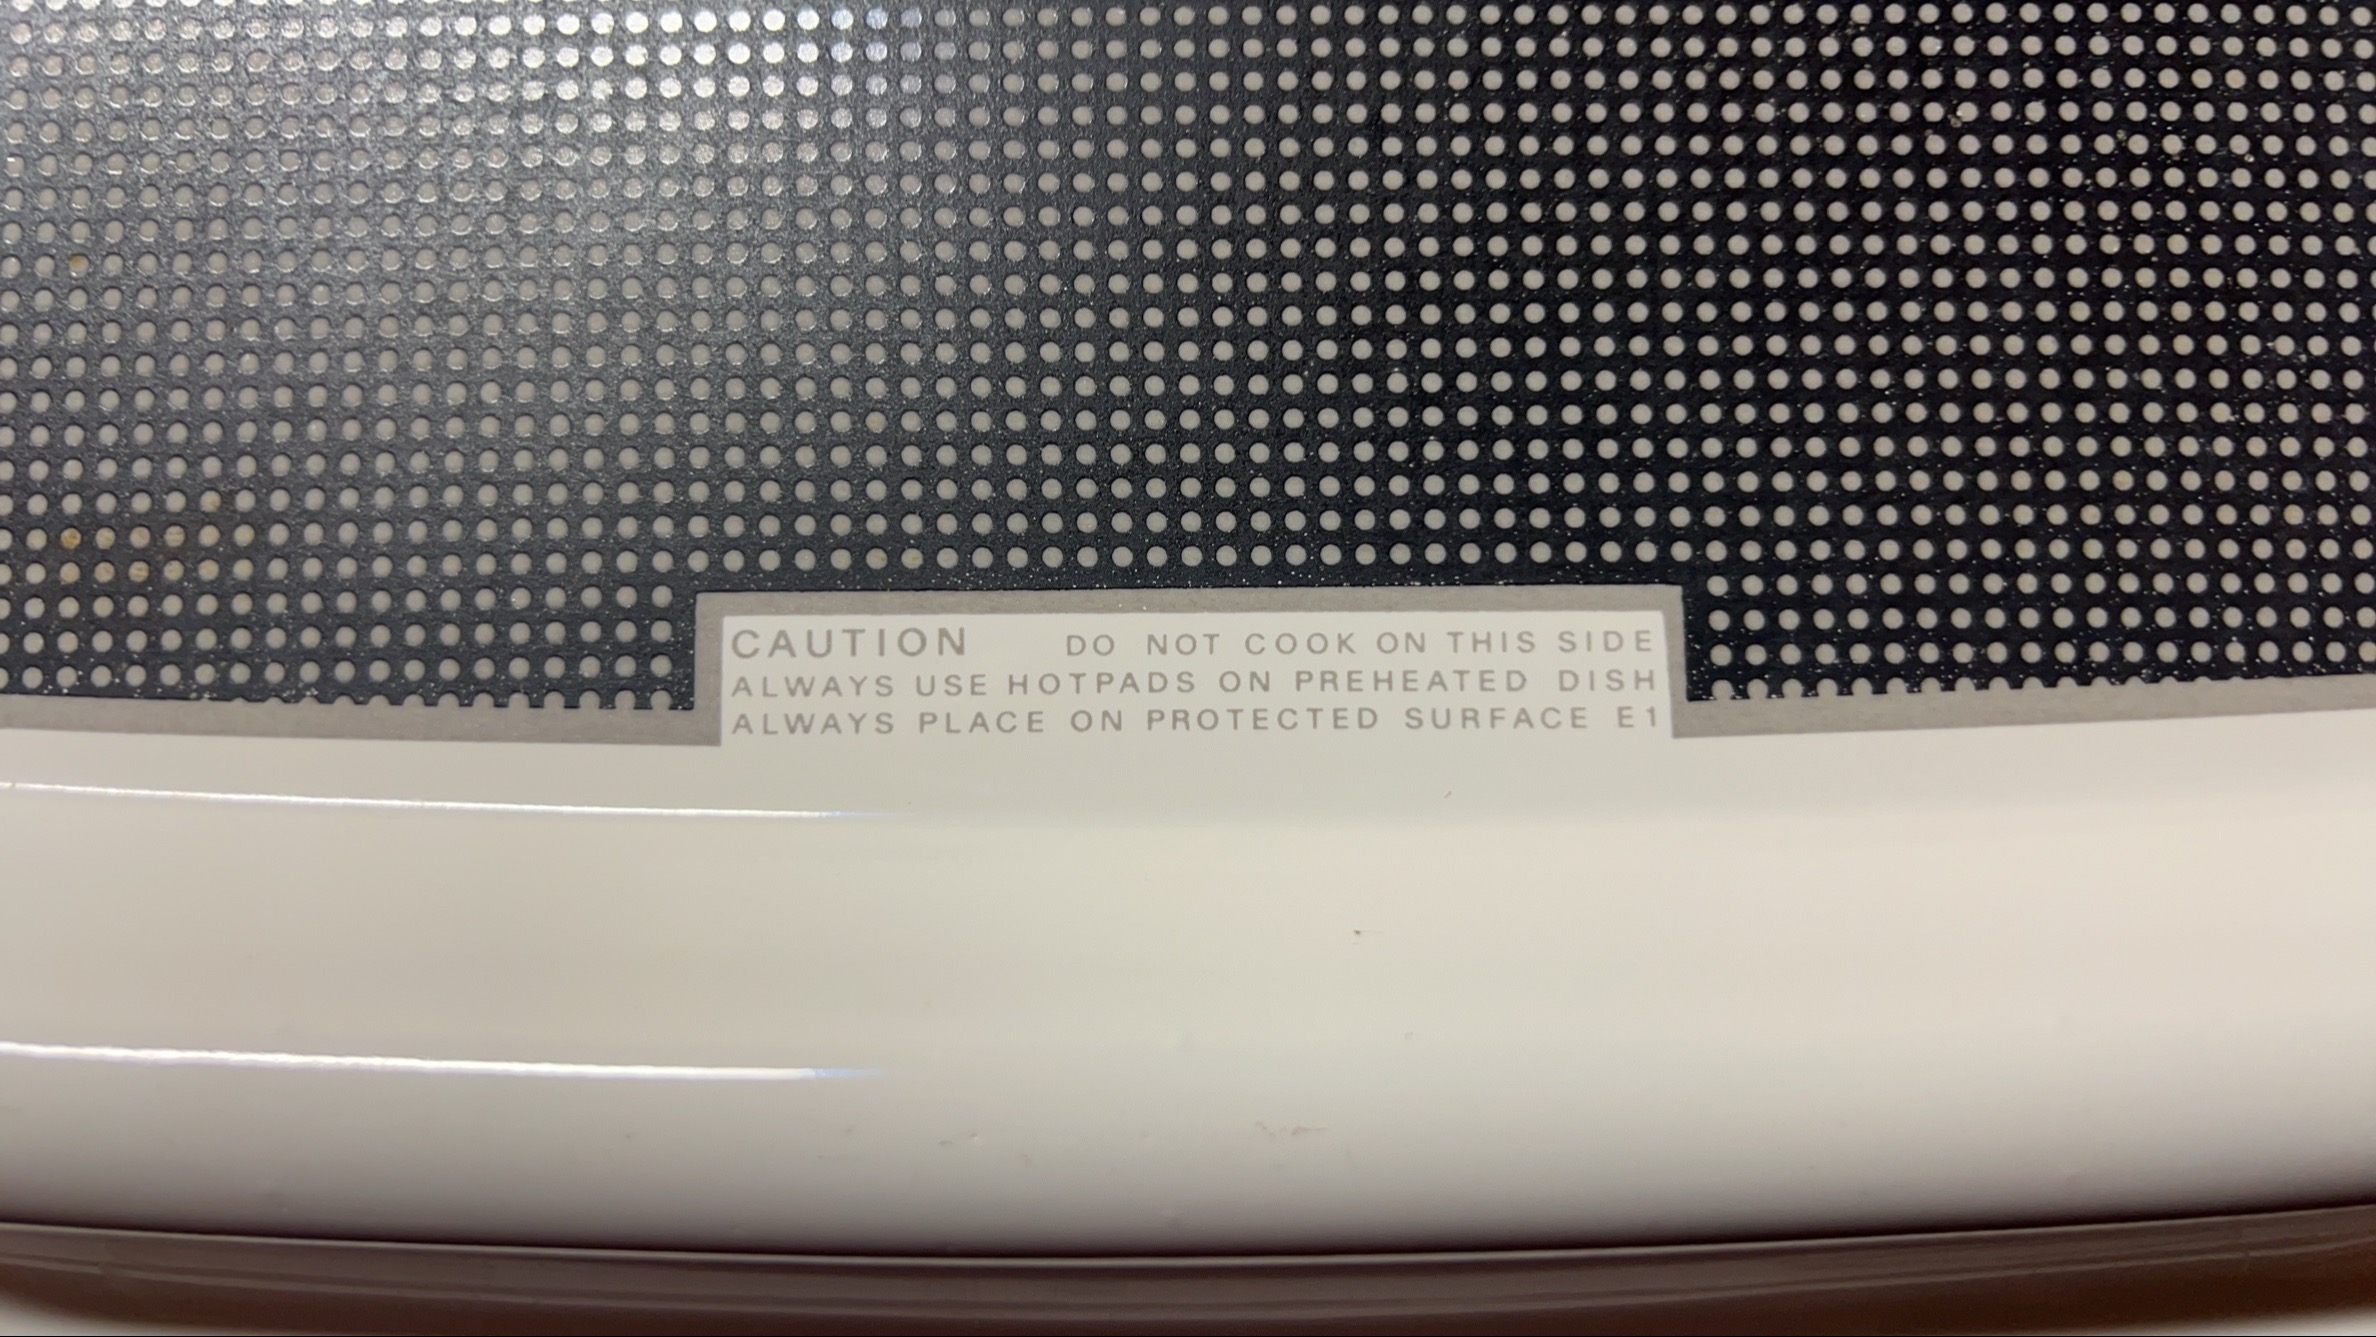 CAUTION DO NOT COOK ON THIS SIDE
ALWAYS USE HOTPADS ON PREHEATED DISH
ALWAYS PLACE ON PROTECTED SURFACE E1